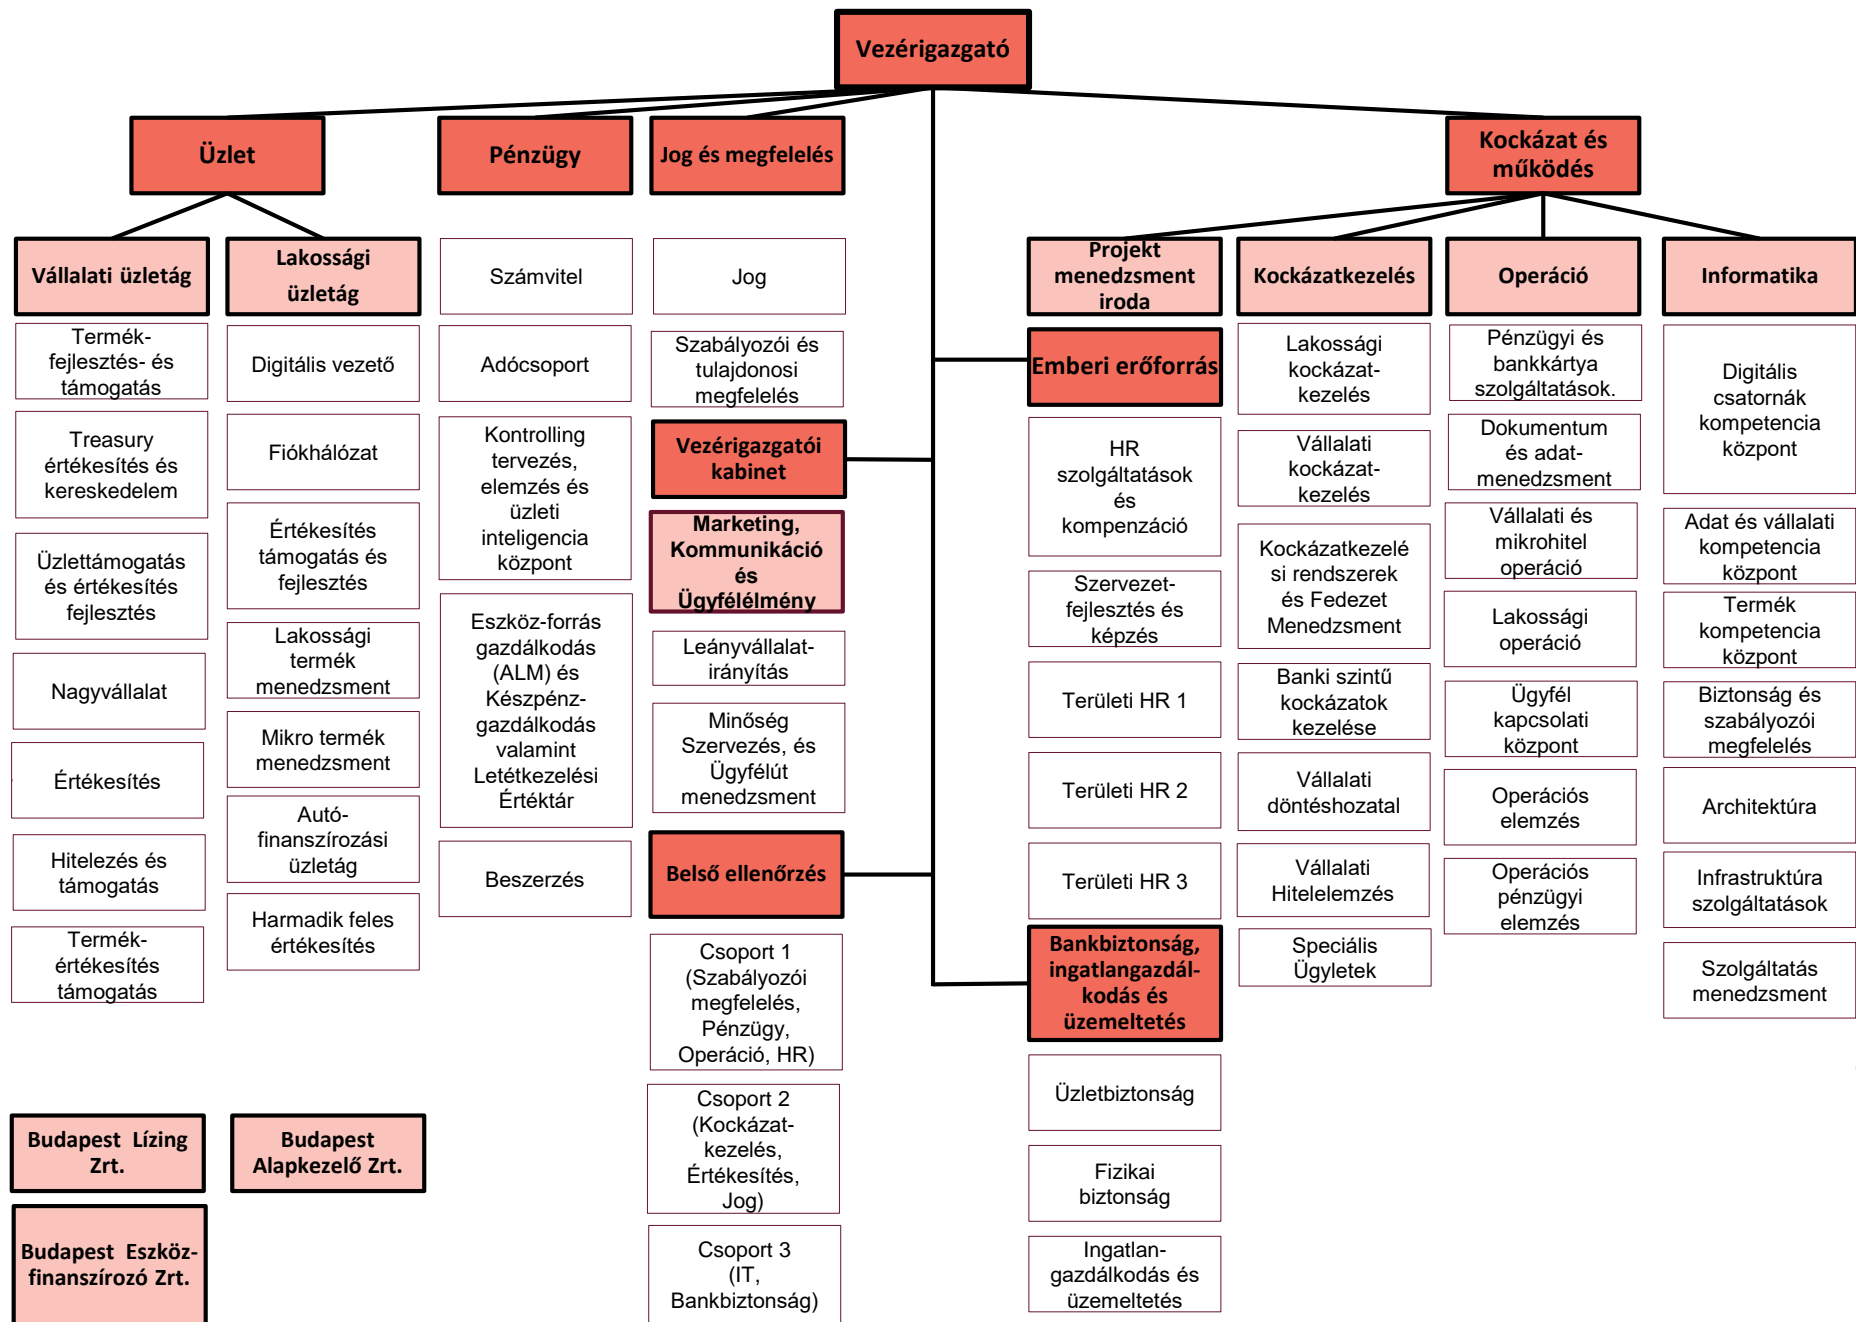 Vezérigazgató
Üzlet
Pénzügy
Jog és megfelelés
Kockázat és
működés
Vállalati üzletág
Termék-
fejlesztés- és
támogatás
Treasury
értékesítés és
kereskedelem
Üzlettámogatás
és értékesítés
fejlesztés
Nagyvállalat
Értékesítés
Hitelezés és
támogatás
Termék-
értékesítés
támogatás
Lakossági
üzletág
Digitális vezető
Fiókhálózat
Értékesítés
támogatás és
fejlesztés
Lakossági
termék
menedzsment
Mikro termék
menedzsment
Autó-
finanszírozási
üzletág
Harmadik feles
értékesítés
Számvitel
Adócsoport
Kontrolling
tervezés,
elemzés és
üzleti
inteligencia
központ
Eszköz-forrás
gazdálkodás
(ALM) és
Készpénz-
gazdálkodás
valamint
Letétkezelési
Értéktár
Beszerzés
Jog
Szabályozói és
tulajdonosi
megfelelés
Vezérigazgatói
kabinet
Marketing,
Kommunikáció
és
Ügyfélélmény
Leányvállalat-
irányítás
Minőség
Szervezés, és
Ügyfélút
menedzsment
Belső ellenőrzés
Csoport 1
(Szabályozói
megfelelés,
Pénzügy,
Operáció, HR)
Csoport 2
(Kockázat-
kezelés,
Értékesítés,
Jog)
Csoport 3
(IT,
Bankbiztonság)
Projekt
menedzsment
iroda
Emberi erőforrás
HR
szolgáltatások
és
kompenzáció
Szervezet-
fejlesztés és
képzés
Területi HR 1
Területi HR 2
Területi HR 3
Bankbiztonság,
ingatlangazdál-
kodás és
üzemeltetés
Üzletbiztonság
Fizikai
biztonság
Ingatlan-
gazdálkodás és
üzemeltetés
Kockázatkezelés
Lakossági
kockázat-
kezelés
Vállalati
kockázat-
kezelés
Kockázatkezelé
si rendszerek
és Fedezet
Menedzsment
Banki szintű
kockázatok
kezelése
Vállalati
döntéshozatal
Vállalati
Hitelelemzés
Speciális
Ügyletek
Operáció
Pénzügyi és
bankkártya
szolgáltatások.
Dokumentum
és adat-
menedzsment
Vállalati és
mikrohitel
operáció
Lakossági
operáció
Ügyfél
kapcsolati
központ
Operációs
elemzés
Operációs
pénzügyi
elemzés
Informatika
Digitális
csatornák
kompetencia
központ
Adat és vállalati
kompetencia
központ
Termék
kompetencia
központ
Biztonság és
szabályozói
megfelelés
Architektúra
Infrastruktúra
szolgáltatások
Szolgáltatás
menedzsment
Budapest Lízing
Zrt.
Budapest
Alapkezelő Zrt.
Budapest Eszköz-
finanszírozó Zrt.